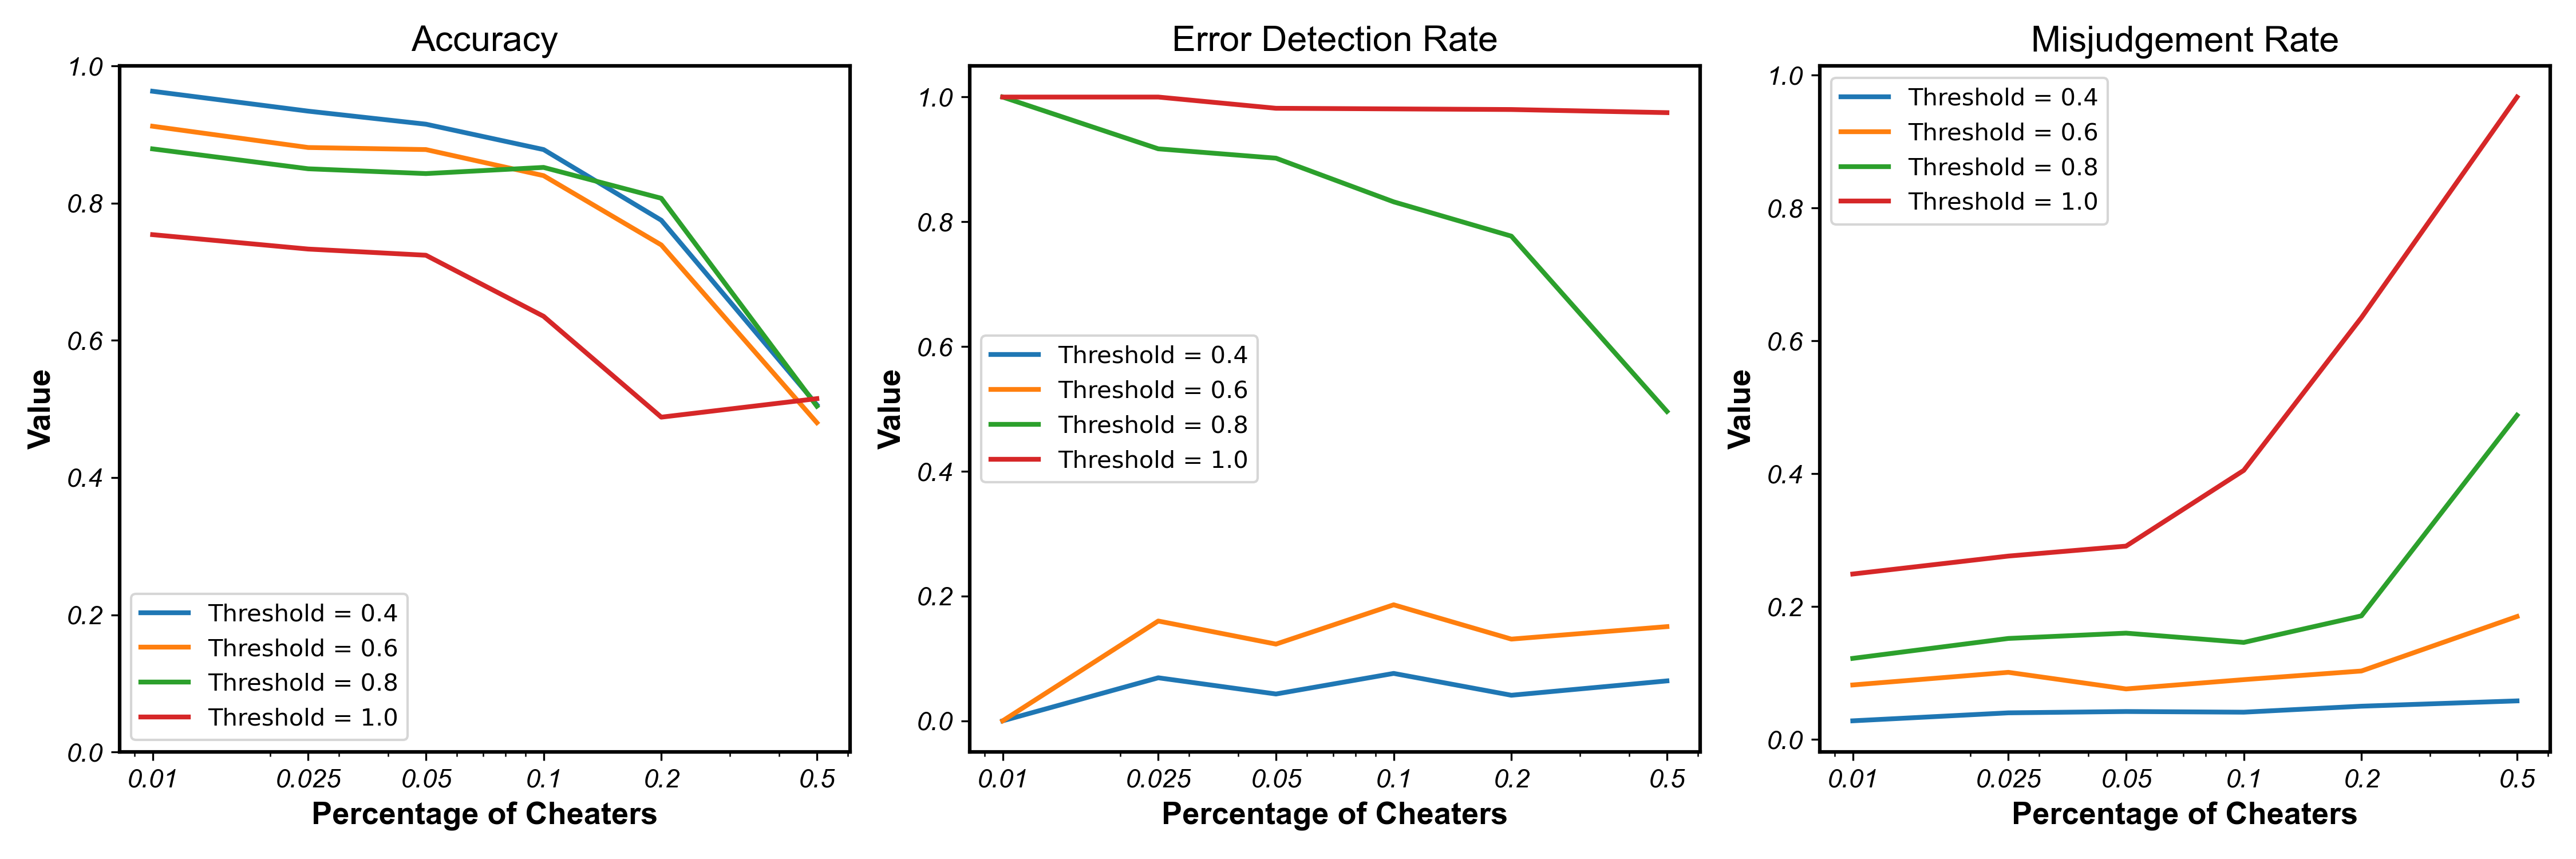 Accuracy
Value
1.0
0.8
0.6
0.4
0.2
0.0
Threshold = 0.4
Threshold = 0.6
Threshold = 0.8
Threshold = 1.0
0.01 0.025 0.05 0.1 0.2 0.5
Percentage of Cheaters
Error Detection Rate
Value
1.0
0.8
0.6
0.4
0.2
0.0
Threshold = 0.4
Threshold = 0.6
Threshold = 0.8
Threshold = 1.0
0.01 0.025 0.05 0.1 0.2 0.5
Percentage of Cheaters
Misjudgement Rate
Value
1.0
0.8
0.6
0.4
0.2
0.0
Threshold = 0.4
Threshold = 0.6
Threshold = 0.8
Threshold = 1.0
0.01 0.025 0.05 0.1 0.2 0.5
Percentage of Cheaters